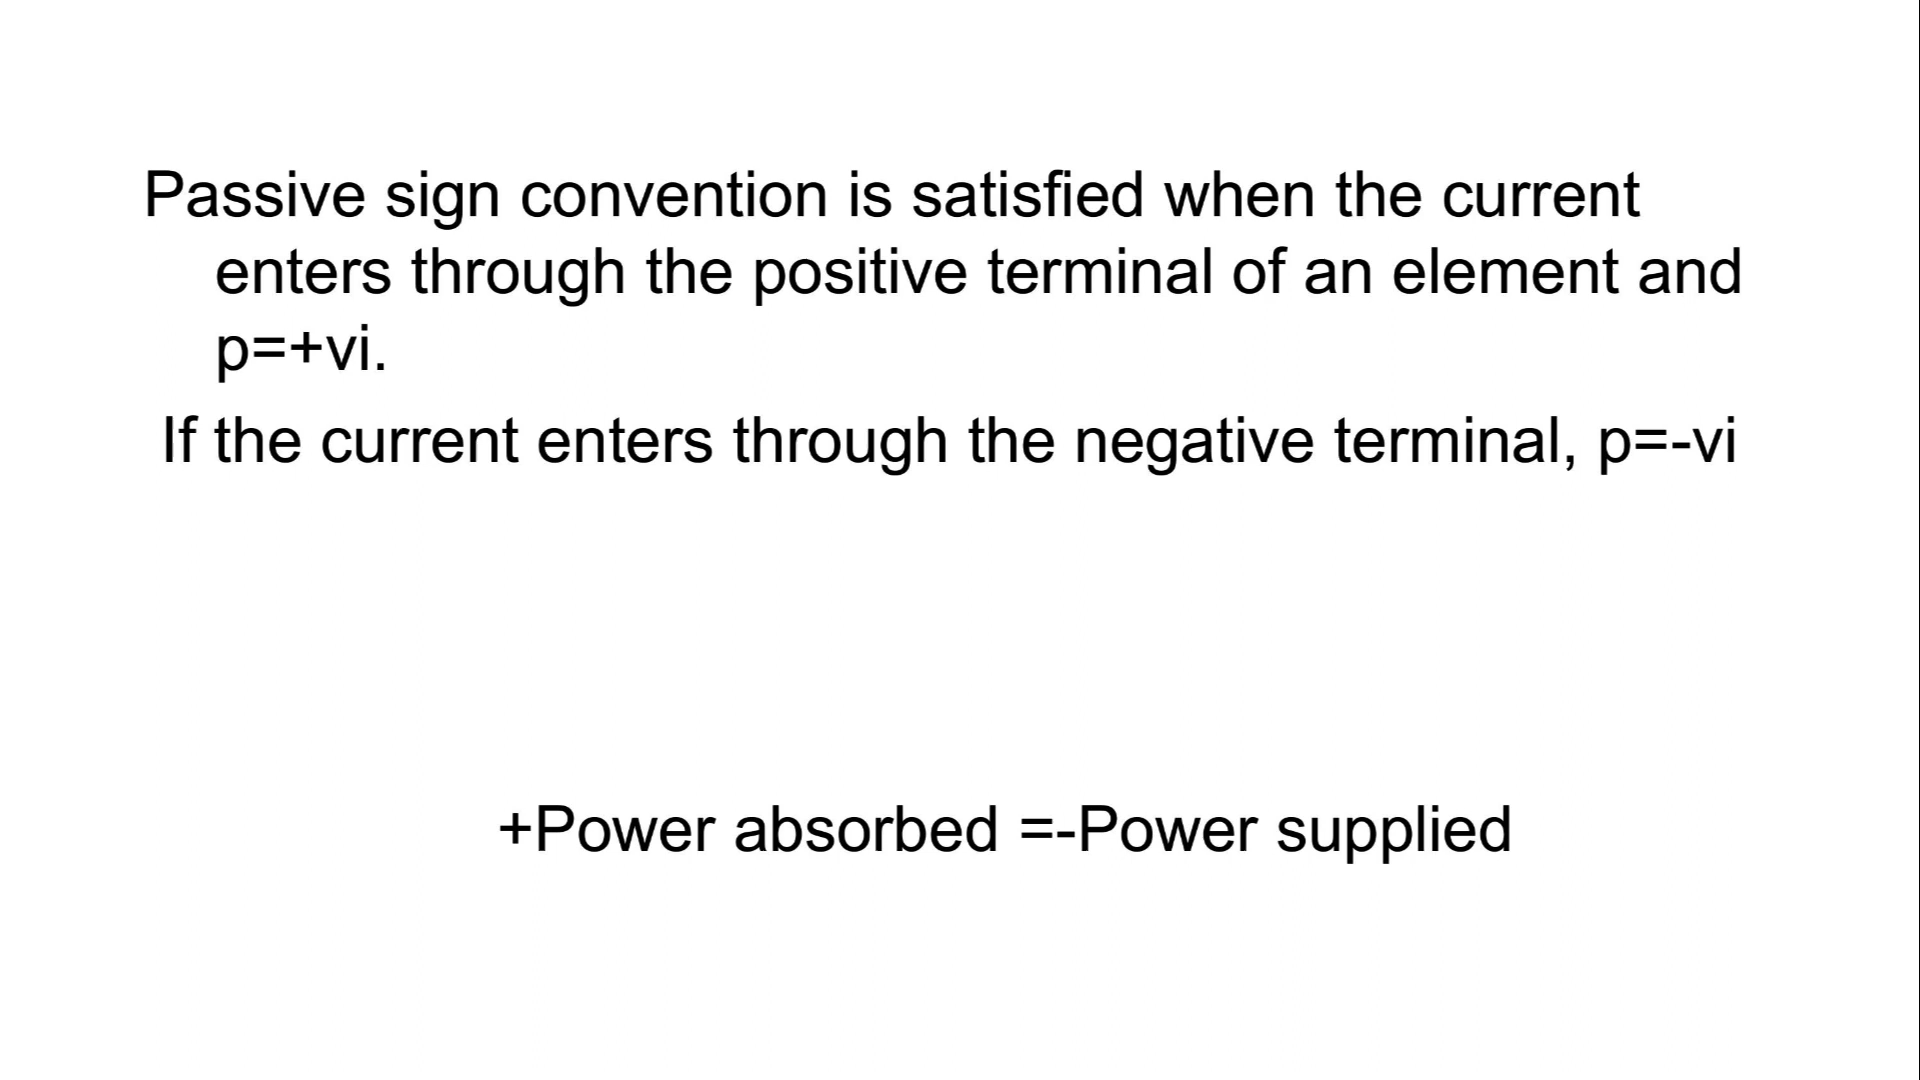 Passive sign convention is satisfied when the current
enters through the positive terminal of an element and
p=+vi.
If the current enters through the negative terminal, p=-vi
+Power absorbed =-Power supplied